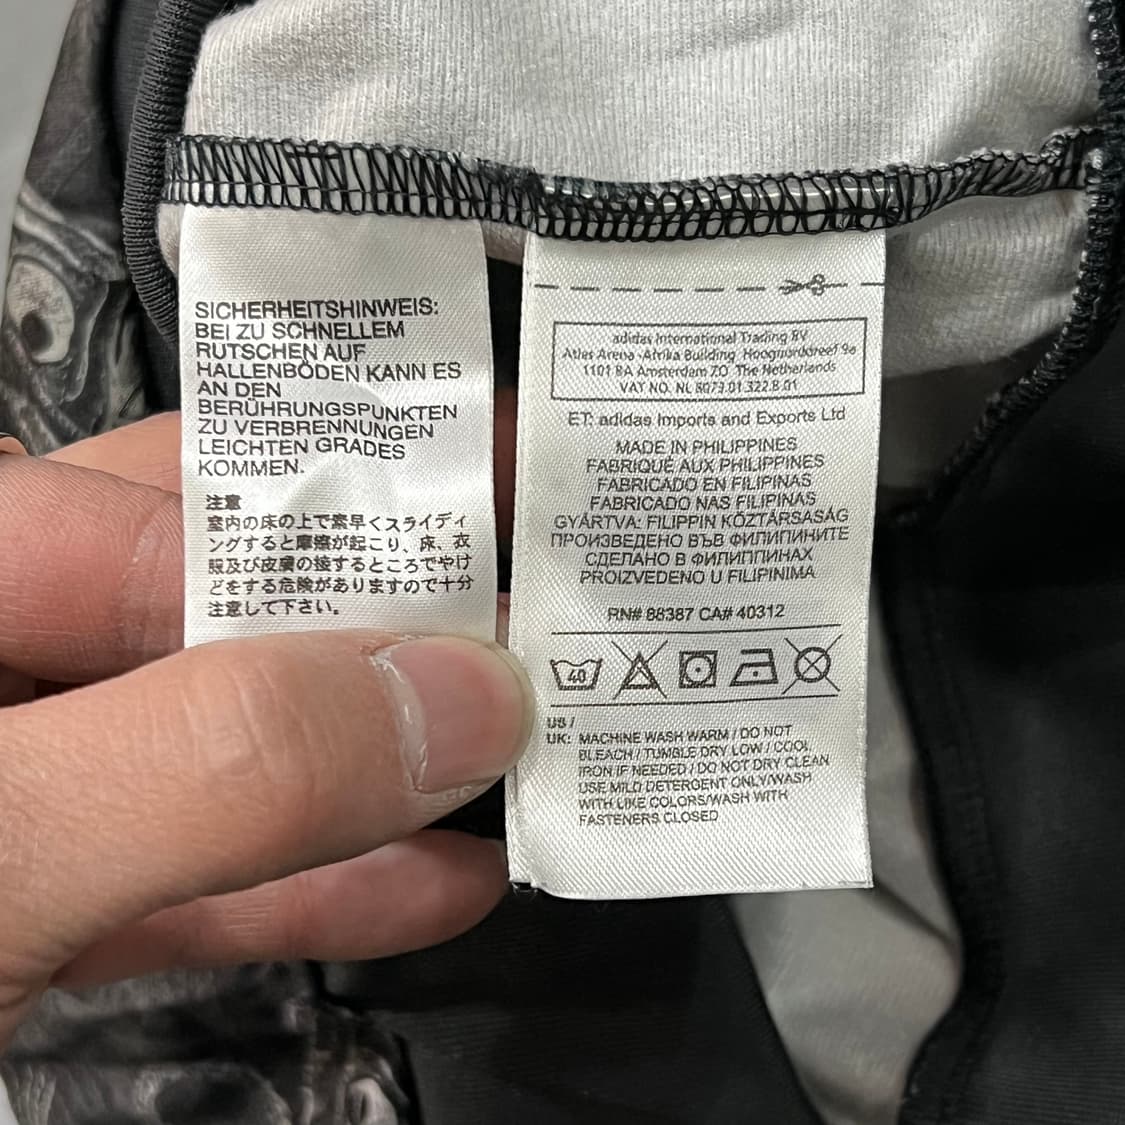 SICHERHEITSHINWEIS:
BEI ZU SCHNELLEM
RUTSCHEN AUF
HALLENBÖDEN KANN ES
AN DEN
BERÜHRUNGSPUNKTEN
ZU VERBRENNUNGEN
LEICHTEN GRADES
KOMMEN.
注意
室内の床の上で素早くスライディ
ングすると摩擦が起こり、床、衣
服及び皮膚の接するところでやけ
どをする危険がありますので十分
注意して下さい。
adidas International Trading BV
Atlas Arena -Afrika Building Hoogoorddreef 9a
1101 BA Amsterdam ZO The Netherlands
VAT NO. NL 8073.01.322.B.01
ET: adidas Imports and Exports Ltd
MADE IN PHILIPPINES
FABRIQUÉ AUX PHILIPPINES
FABRICADO EN FILIPINAS
FABRICADO NAS FILIPINAS
GYÁRTVA: FILIPPIN KÖZTÁRSASÁG
ПРОИЗВЕДЕНО ВЪВ ФИЛИПИНИТЕ
СДЕЛАНО В ФИЛИППИНАХ
PROIZVEDENO U FILIPINIMA
RN# 88387 CA# 40312
40
US /
UK: MACHINE WASH WARM / DO NOT
BLEACH / TUMBLE DRY LOW / COOL
IRON IF NEEDED / DO NOT DRY CLEAN
USE MILD DETERGENT ONLY/WASH
WITH LIKE COLORS/WASH WITH
FASTENERS CLOSED